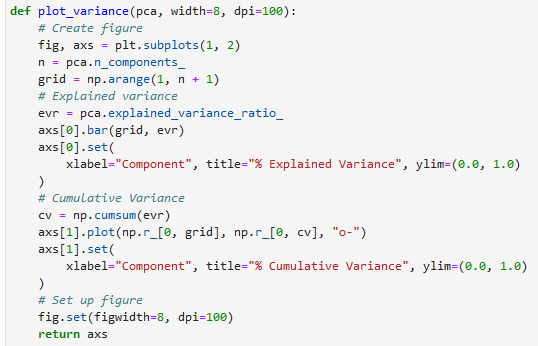 def plot_variance(pca, width=8, dpi=100):
    # Create figure
    fig, axs = plt.subplots(1, 2)
    n = pca.n_components_
    grid = np.arange(1, n + 1)
    # Explained variance
    evr = pca.explained_variance_ratio_
    axs[0].bar(grid, evr)
    axs[0].set(
        xlabel="Component", title="% Explained Variance", ylim=(0.0, 1.0)
    )
    # Cumulative Variance
    cv = np.cumsum(evr)
    axs[1].plot(np.r_[0, grid], np.r_[0, cv], "o-")
    axs[1].set(
        xlabel="Component", title="% Cumulative Variance", ylim=(0.0, 1.0)
    )
    # Set up figure
    fig.set(figwidth=8, dpi=100)
    return axs